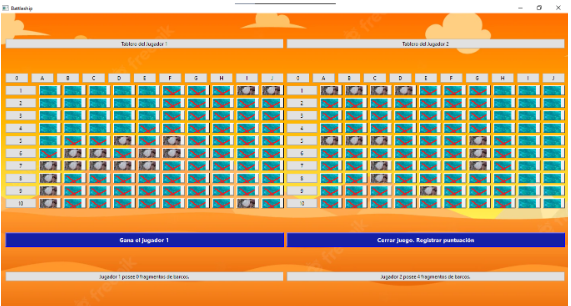 Battleship
Tablero del Jugador 1 Tablero del Jugador 2
0 A B C D E F G H I J 0 A B C D E F G H I J
1 1
2 2
3 3
4 4
5 5
6 6
7 7
8 8
9 9
10 10
Gana el jugador 1 Cerrar juego. Registrar puntuación
Jugador 1 posee 0 fragmentos de barcos. Jugador 2 posee 4 fragmentos de barcos.